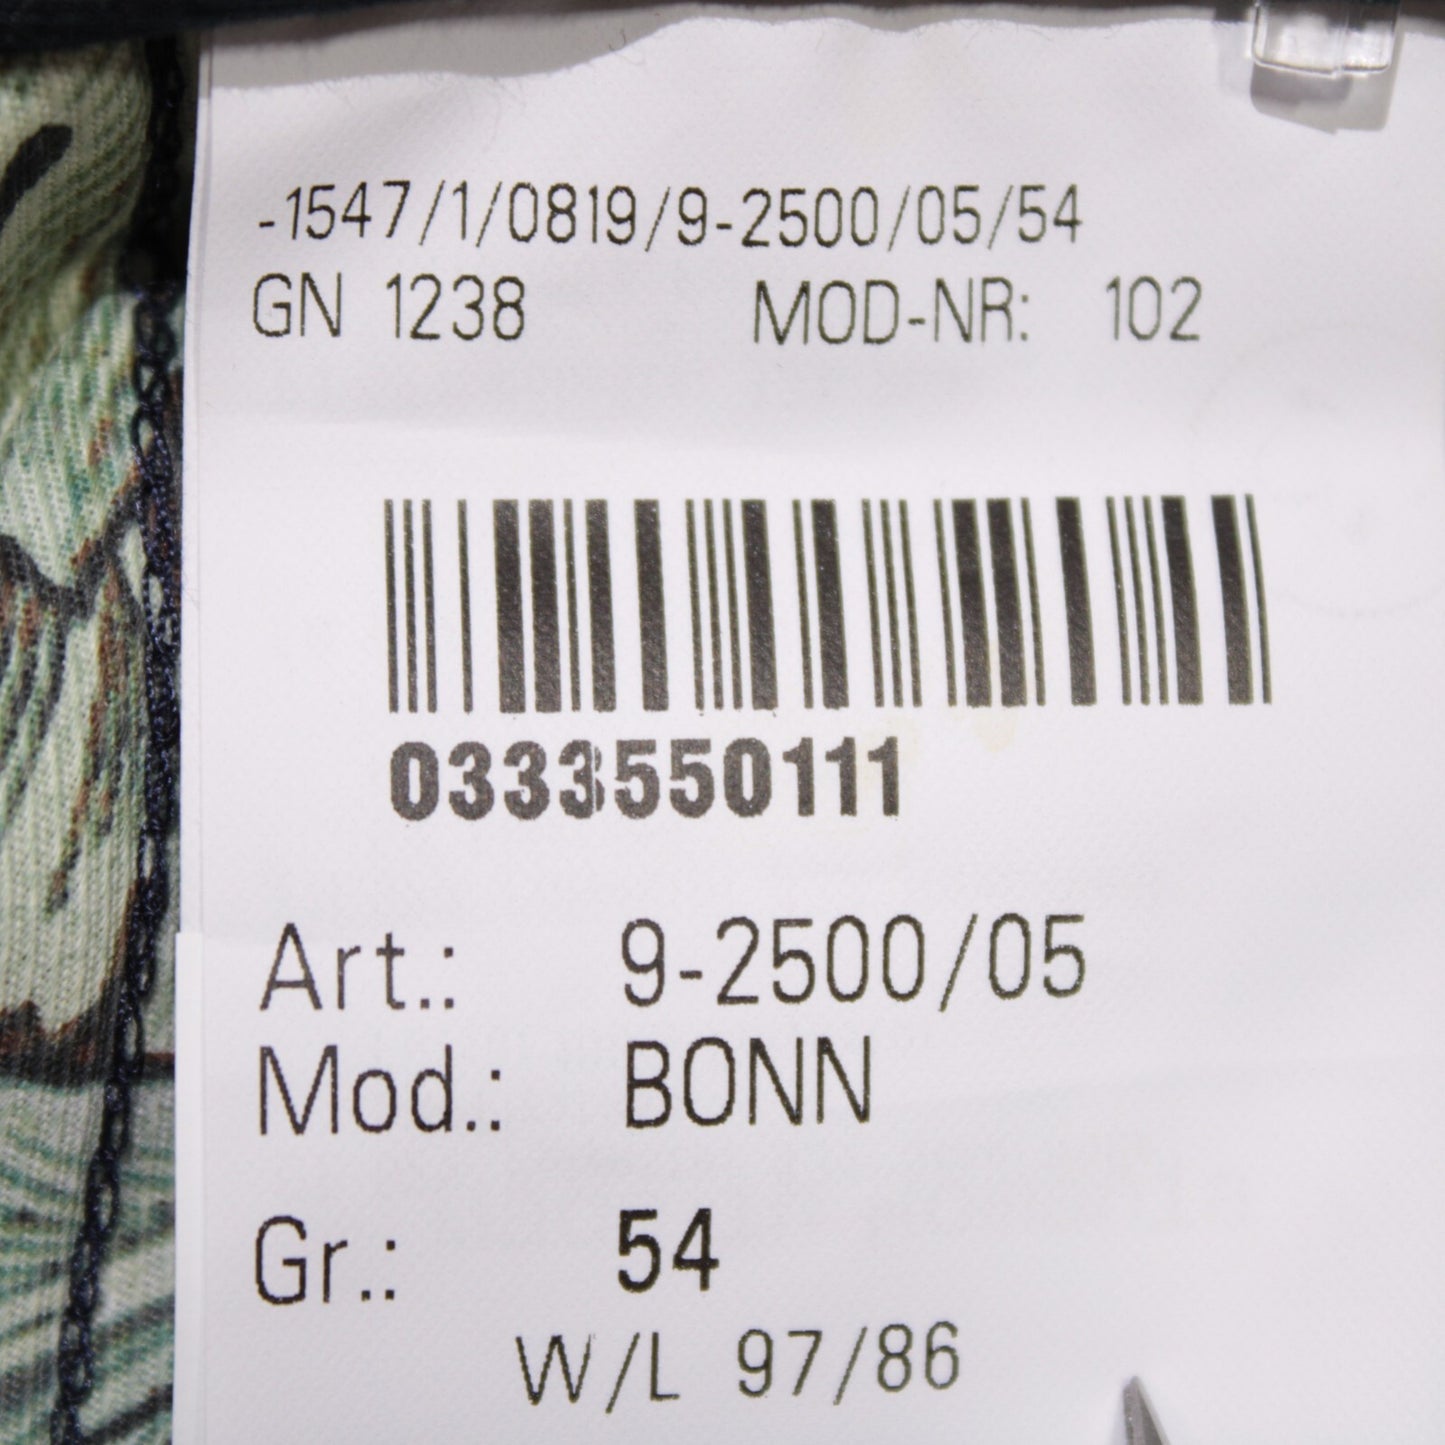 -1547/1/0819/9-2500/05/54
GN 1238 MOD-NR: 102
0333550111
Art.: 9-2500/05
Mod.: BONN
Gr.: 54
W/L 97/86